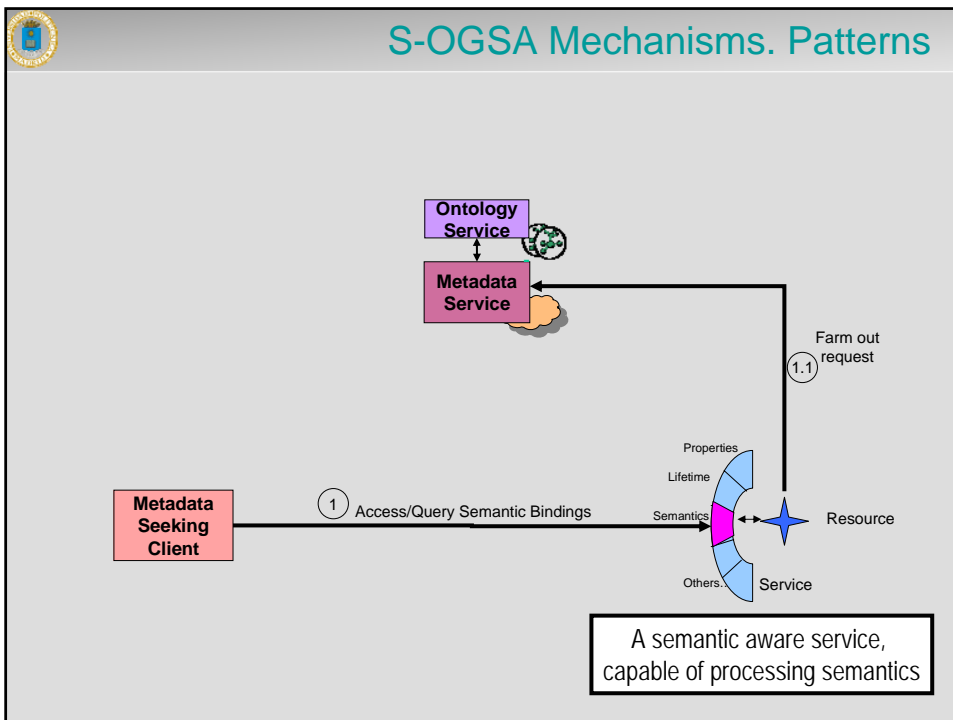 S-OGSA Mechanisms. Patterns
Ontology
Service
Metadata
Service
Farm out
request
1.1
Properties
Lifetime
Metadata
Seeking
Client
1
Access/Query Semantic Bindings
Semantics
Resource
Others..
Service
A semantic aware service,
capable of processing semantics